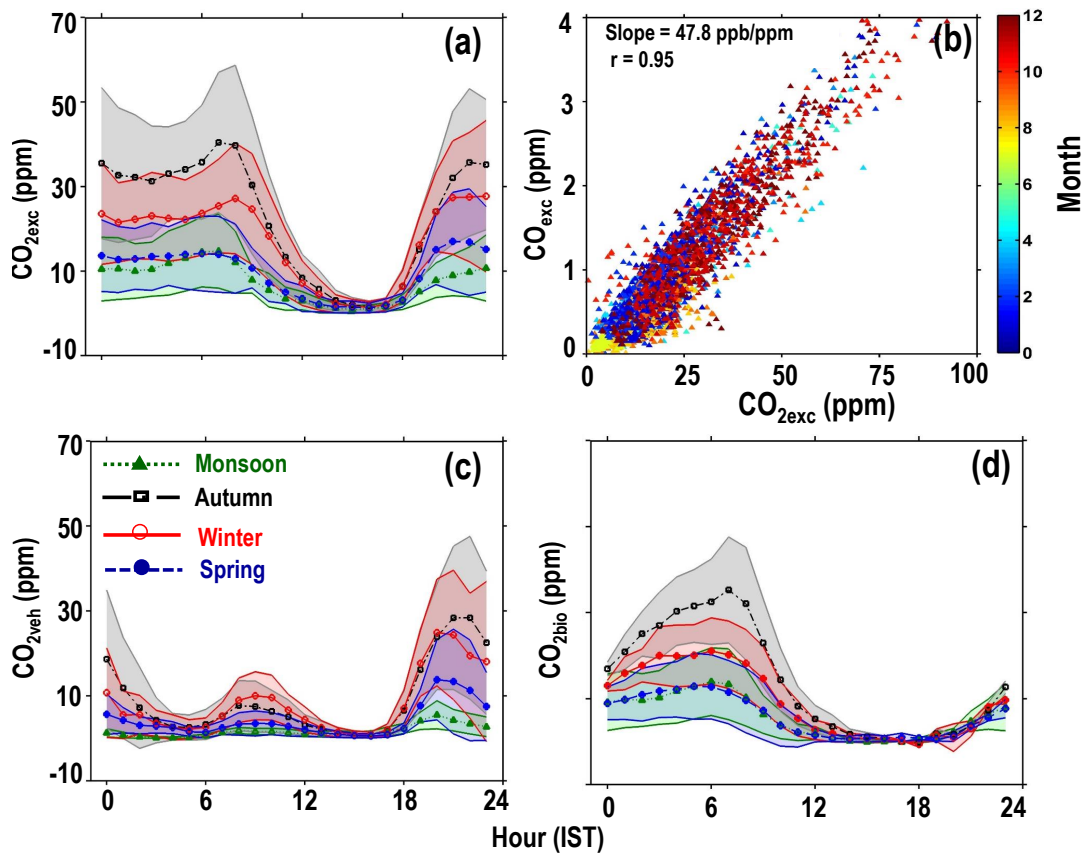 70
50
30
10
-10
CO2exc (ppm)
(a)
4
3
2
1
0
COexc (ppm)
Slope = 47.8 ppb/ppm
r = 0.95
(b)
0
25
50
75
100
CO2exc (ppm)
12
10
8
6
4
2
0
Month
70
50
30
10
-10
CO2veh (ppm)
Monsoon
Autumn
Winter
Spring
(c)
0
6
12
18
24
CO2bio (ppm)
(d)
0
6
12
18
24
Hour (IST)